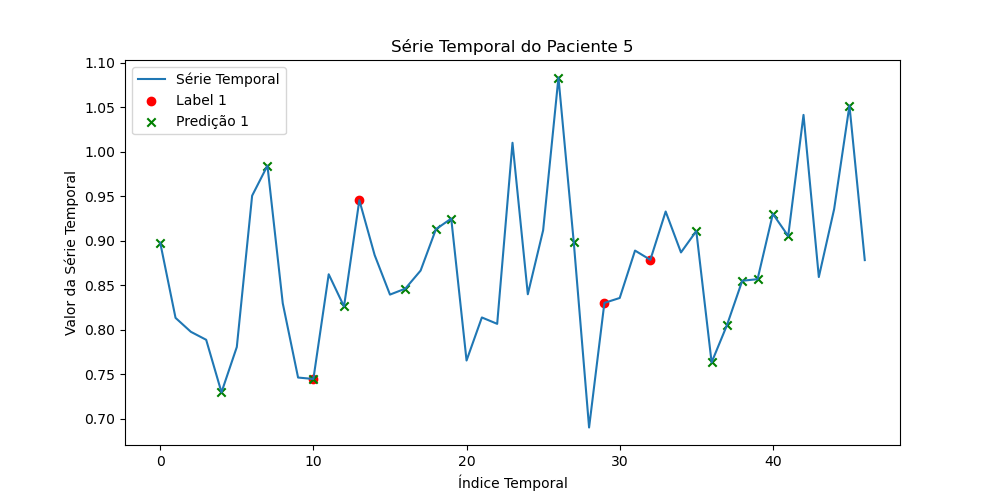 Série Temporal do Paciente 5
Série Temporal
Label 1
Predição 1
Valor da Série Temporal
1.10
1.05
1.00
0.95
0.90
0.85
0.80
0.75
0.70
0
10
20
30
40
Índice Temporal